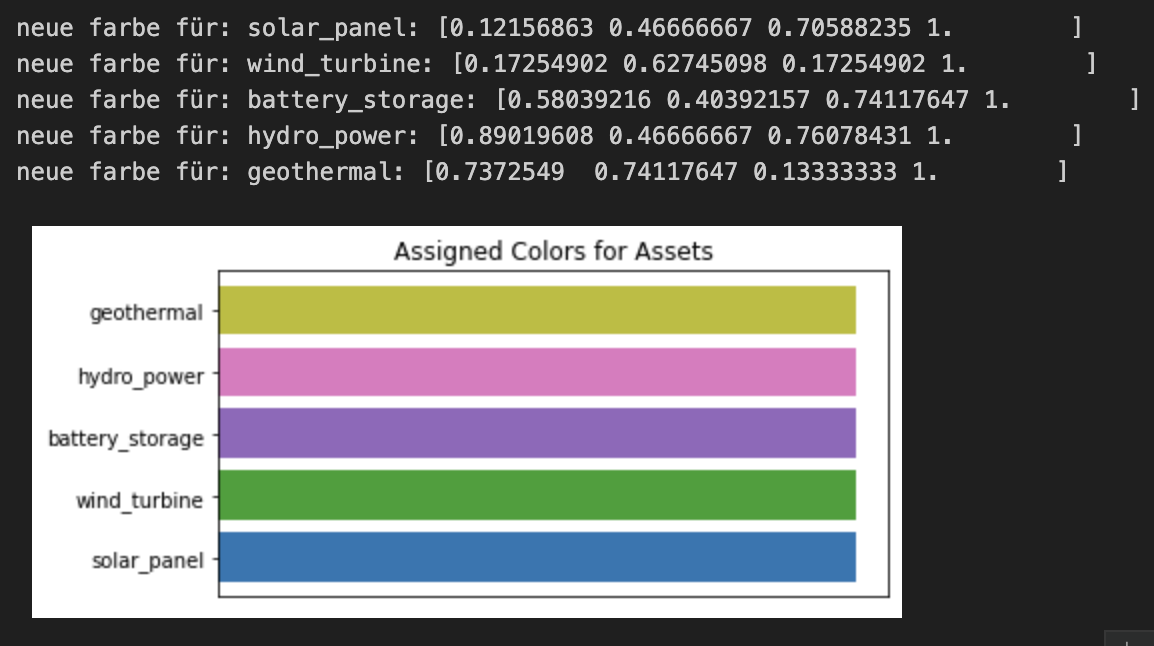 neue farbe für: solar_panel: [0.12156863 0.46666667 0.70588235 1.        ]
neue farbe für: wind_turbine: [0.17254902 0.62745098 0.17254902 1.        ]
neue farbe für: battery_storage: [0.58039216 0.40392157 0.74117647 1.        ]
neue farbe für: hydro_power: [0.89019608 0.46666667 0.76078431 1.        ]
neue farbe für: geothermal: [0.7372549  0.74117647 0.13333333 1.        ]
Assigned Colors for Assets
geothermal
hydro_power
battery_storage
wind_turbine
solar_panel